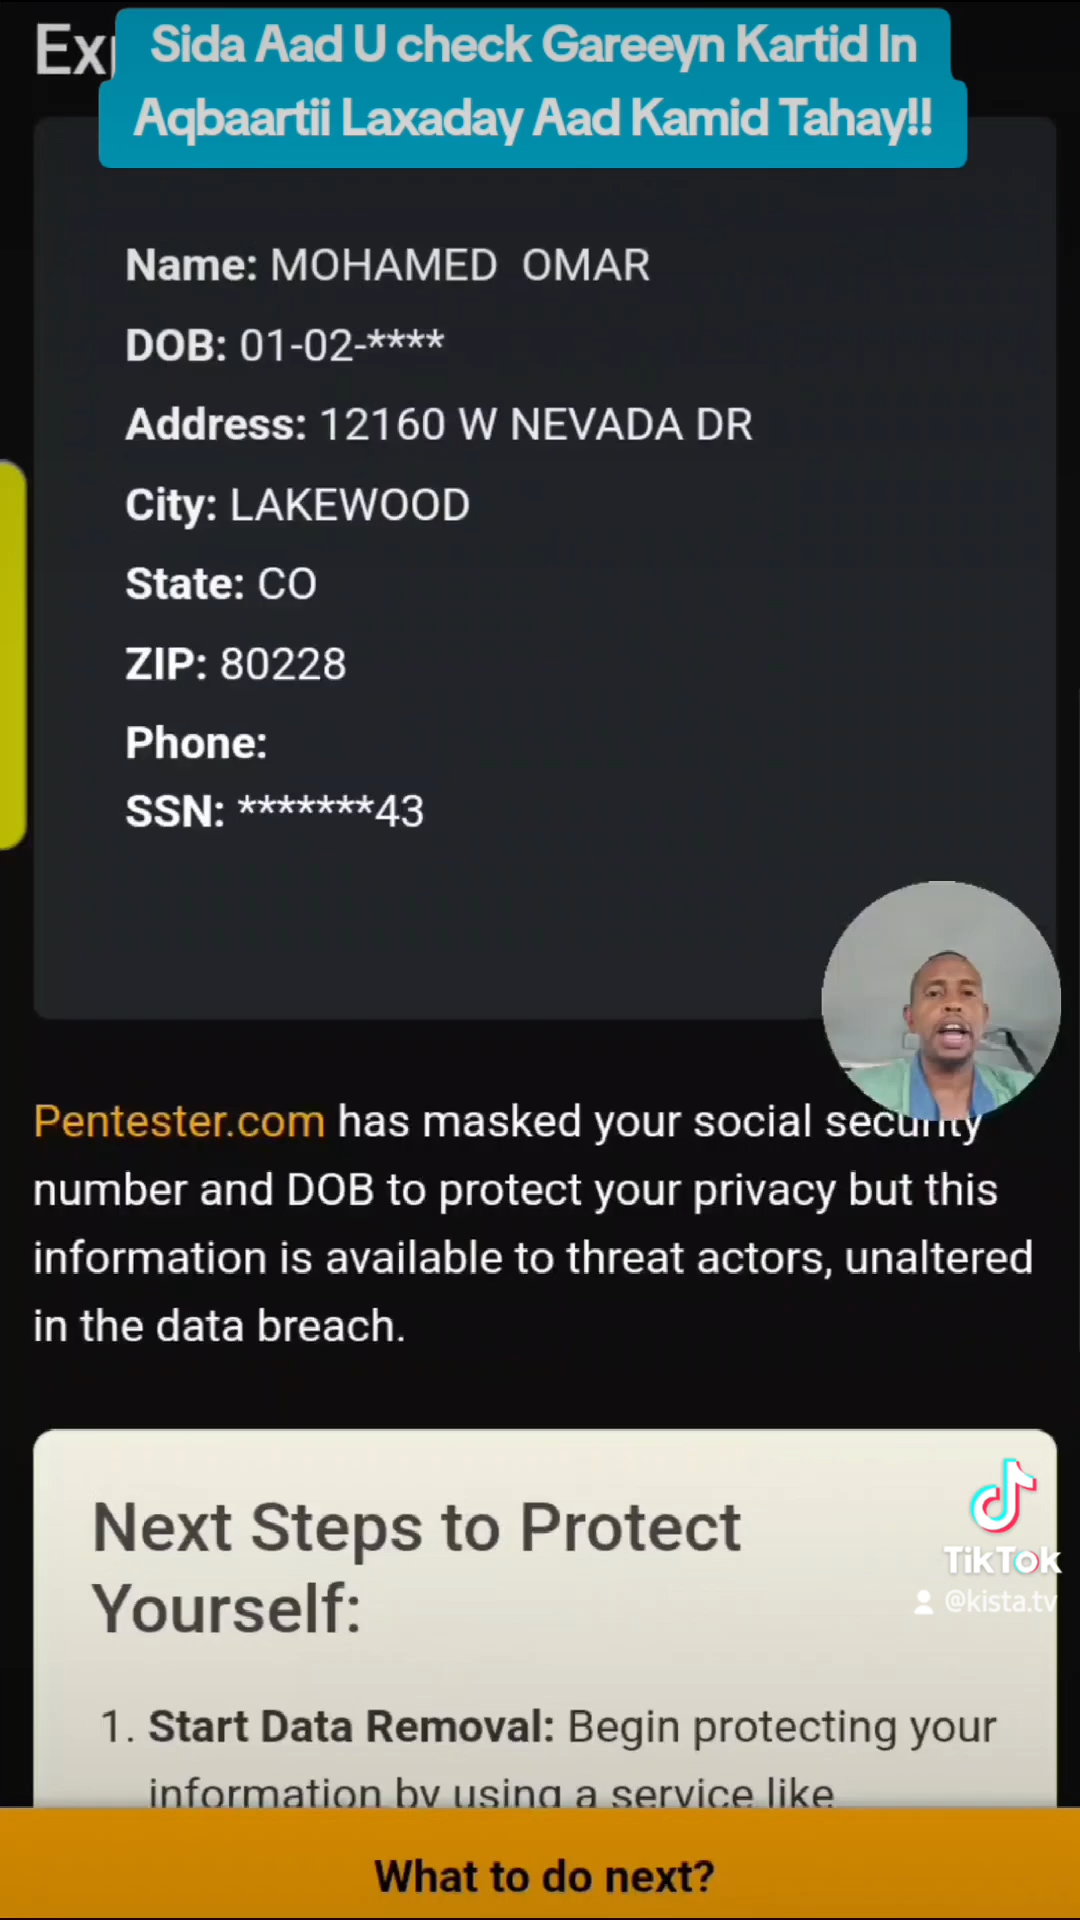 Sida Aad U check Gareeyn Kartid In
Aqbaartii Laxaday Aad Kamid Tahay!!
Name: MOHAMED OMAR
DOB: 01-02-****
Address: 12160 W NEVADA DR
City: LAKEWOOD
State: CO
ZIP: 80228
Phone:
SSN: *******43
Pentester.com has masked your social security
number and DOB to protect your privacy but this
information is available to threat actors, unaltered
in the data breach.
Next Steps to Protect
Yourself:
TikTok
@kista.tv
1. Start Data Removal: Begin protecting your
information by using a service like
What to do next?